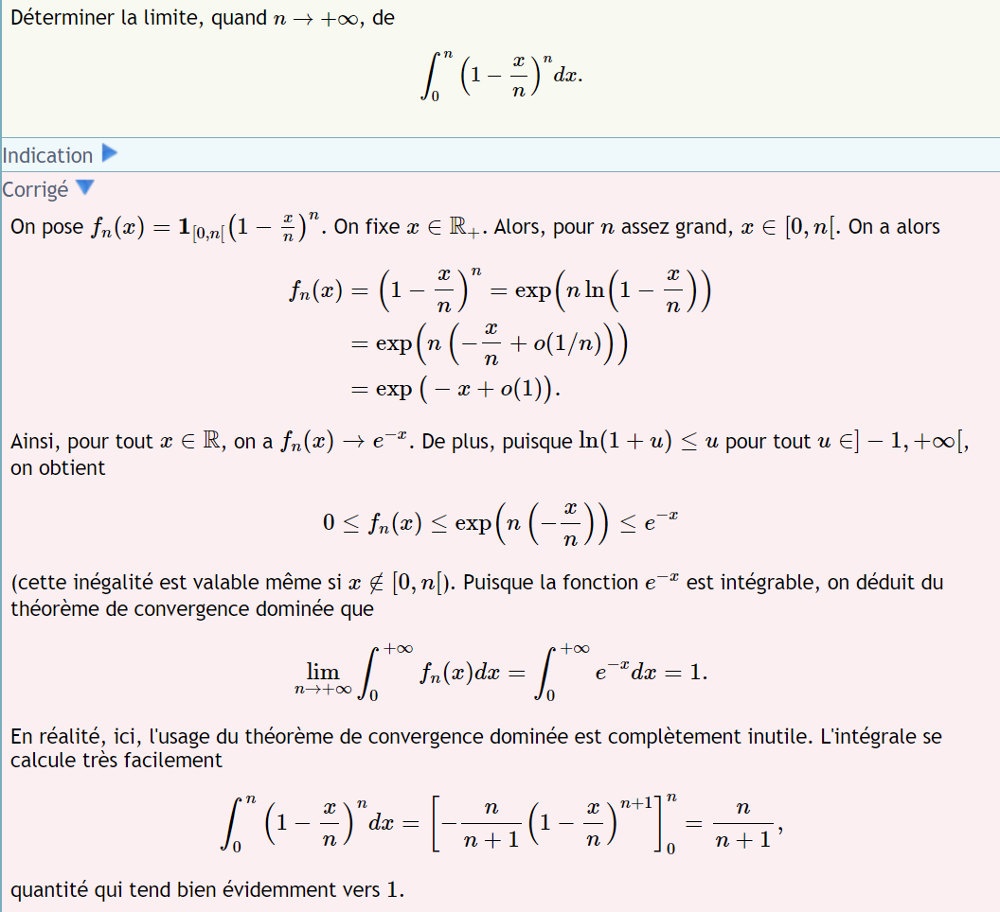 Déterminer la limite, quand $n \to +\infty$, de
$$\int_0^n \left(1 - \frac{x}{n}\right)^n dx.$$
Indication
Corrigé
On pose $f_n(x) = \mathbf{1}_{[0,n[}\left(1 - \frac{x}{n}\right)^n$. On fixe $x \in \mathbb{R}_+$. Alors, pour $n$ assez grand, $x \in [0, n[$. On a alors
$$f_n(x) = \left(1 - \frac{x}{n}\right)^n = \exp\left(n \ln\left(1 - \frac{x}{n}\right)\right)$$
$$= \exp\left(n\left(-\frac{x}{n} + o(1/n)\right)\right)$$
$$= \exp\left(-x + o(1)\right).$$
Ainsi, pour tout $x \in \mathbb{R}$, on a $f_n(x) \to e^{-x}$. De plus, puisque $\ln(1 + u) \leq u$ pour tout $u \in ]-1, +\infty[$,
on obtient
$$0 \leq f_n(x) \leq \exp\left(n\left(-\frac{x}{n}\right)\right) \leq e^{-x}$$
(cette inégalité est valable même si $x \notin [0, n[$). Puisque la fonction $e^{-x}$ est intégrable, on déduit du
théorème de convergence dominée que
$$\lim_{n \to +\infty} \int_0^{+\infty} f_n(x)dx = \int_0^{+\infty} e^{-x}dx = 1.$$
En réalité, ici, l'usage du théorème de convergence dominée est complètement inutile. L'intégrale se
calcule très facilement
$$\int_0^n \left(1 - \frac{x}{n}\right)^n dx = \left[-\frac{n}{n+1}\left(1 - \frac{x}{n}\right)^{n+1}\right]_0^n = \frac{n}{n+1},$$
quantité qui tend bien évidemment vers $1$.